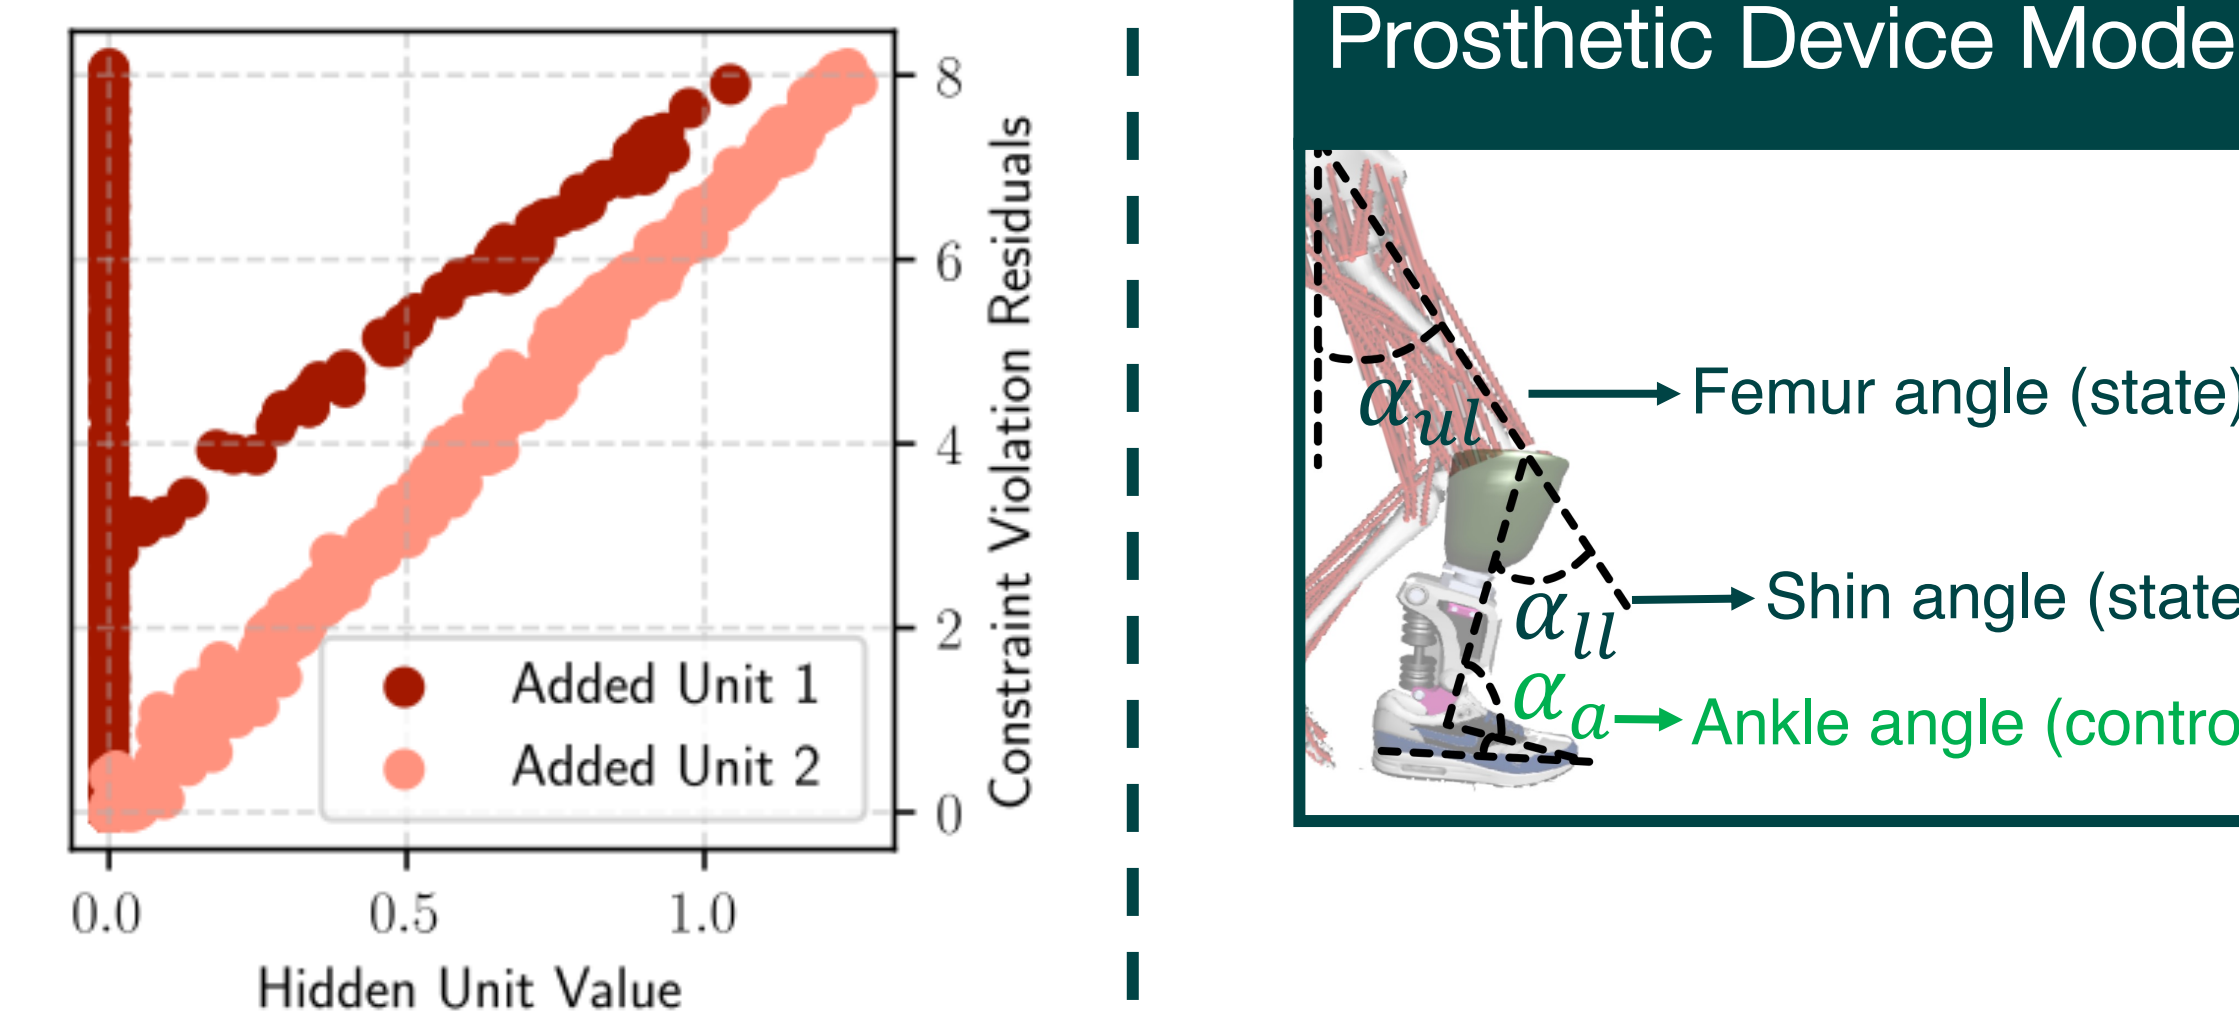 8
6
4
2
0
Constraint Violation Residuals
Added Unit 1
Added Unit 2
0.0 0.5 1.0
Hidden Unit Value
Prosthetic Device Mode
α_ul
Femur angle (state)
α_ll
Shin angle (state
α_a
Ankle angle (contro